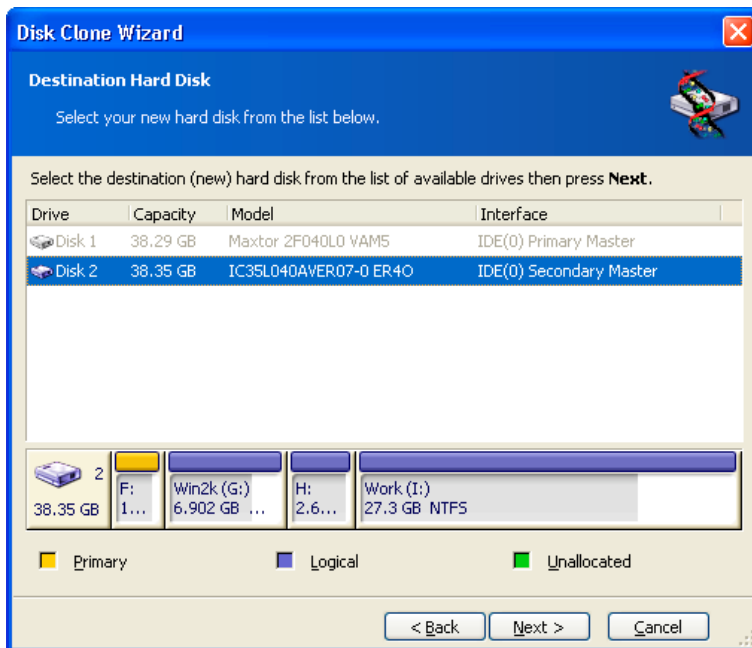 Disk Clone Wizard
Destination Hard Disk
Select your new hard disk from the list below.
Select the destination (new) hard disk from the list of available drives then press Next.
Drive Capacity Model Interface
Disk 1 38.29 GB Maxtor 2F040L0 VAM5 IDE(0) Primary Master
Disk 2 38.35 GB IC35L040AVER07-0 ER4O IDE(0) Secondary Master
2
38.35 GB
F:
1...
Win2k (G:)
6.902 GB ...
H:
2.6...
Work (I:)
27.3 GB NTFS
Primary Logical Unallocated
< Back Next > Cancel